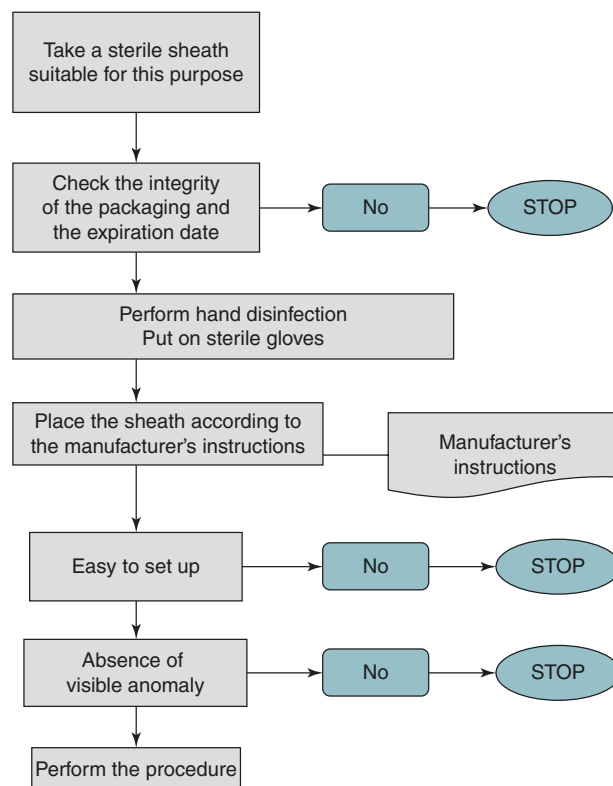 Take a sterile sheath
suitable for this purpose
Check the integrity
of the packaging and
the expiration date
No
STOP
Perform hand disinfection
Put on sterile gloves
Place the sheath according to
the manufacturer's instructions
Manufacturer's
instructions
Easy to set up
No
STOP
Absence of
visible anomaly
No
STOP
Perform the procedure